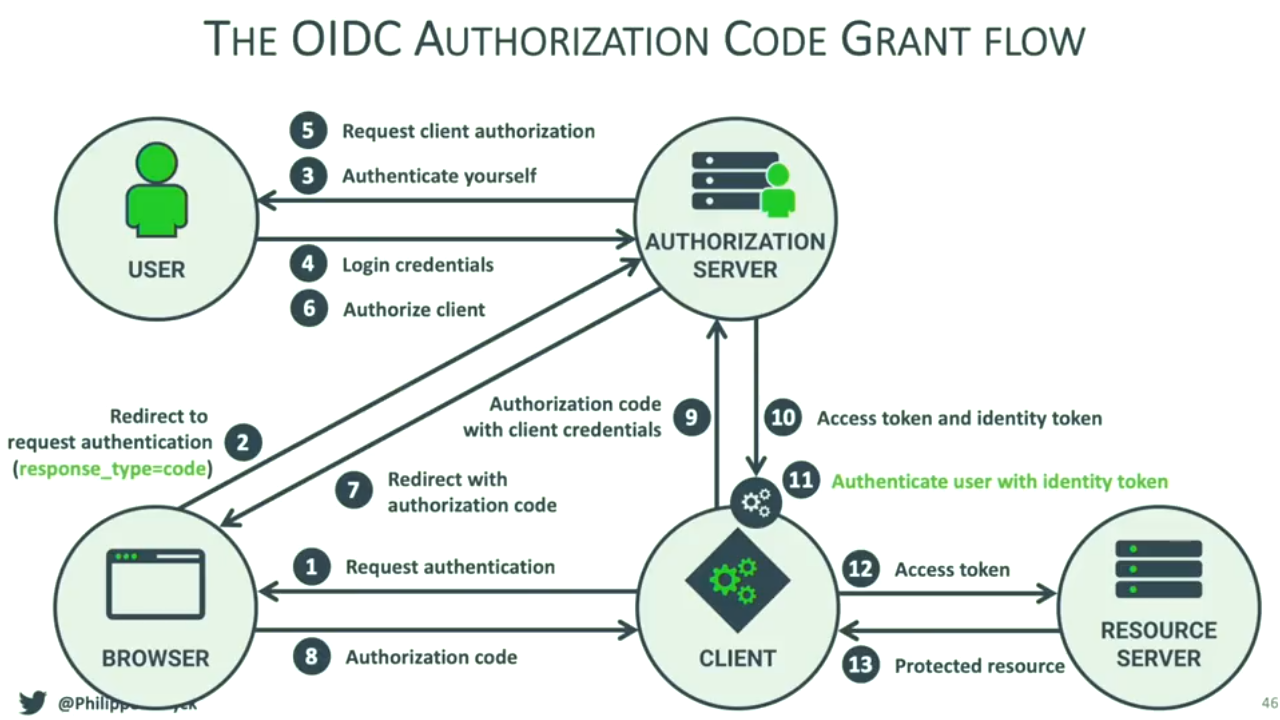 THE OIDC AUTHORIZATION CODE GRANT FLOW
5 Request client authorization
3 Authenticate yourself
USER
AUTHORIZATION
SERVER
4 Login credentials
6 Authorize client
Redirect to
request authentication
(response_type=code)
2
7 Redirect with
authorization code
Authorization code
with client credentials
9
10 Access token and identity token
11 Authenticate user with identity token
1 Request authentication
8 Authorization code
BROWSER
CLIENT
12 Access token
13 Protected resource
RESOURCE
SERVER
46